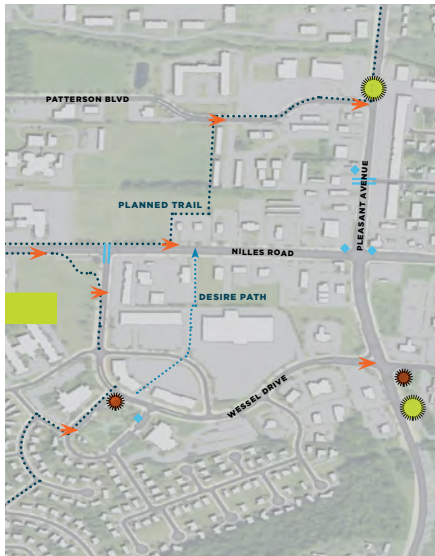 PATTERSON BLVD
PLEASANT AVENUE
PLANNED TRAIL
NILLES ROAD
DESIRE PATH
WESSEL DRIVE